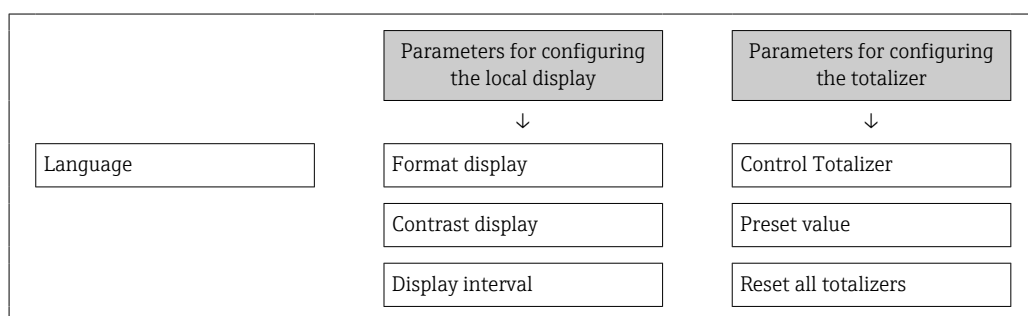 Parameters for configuring
the local display
Parameters for configuring
the totalizer
↓
↓
Language
Format display
Control Totalizer
Contrast display
Preset value
Display interval
Reset all totalizers